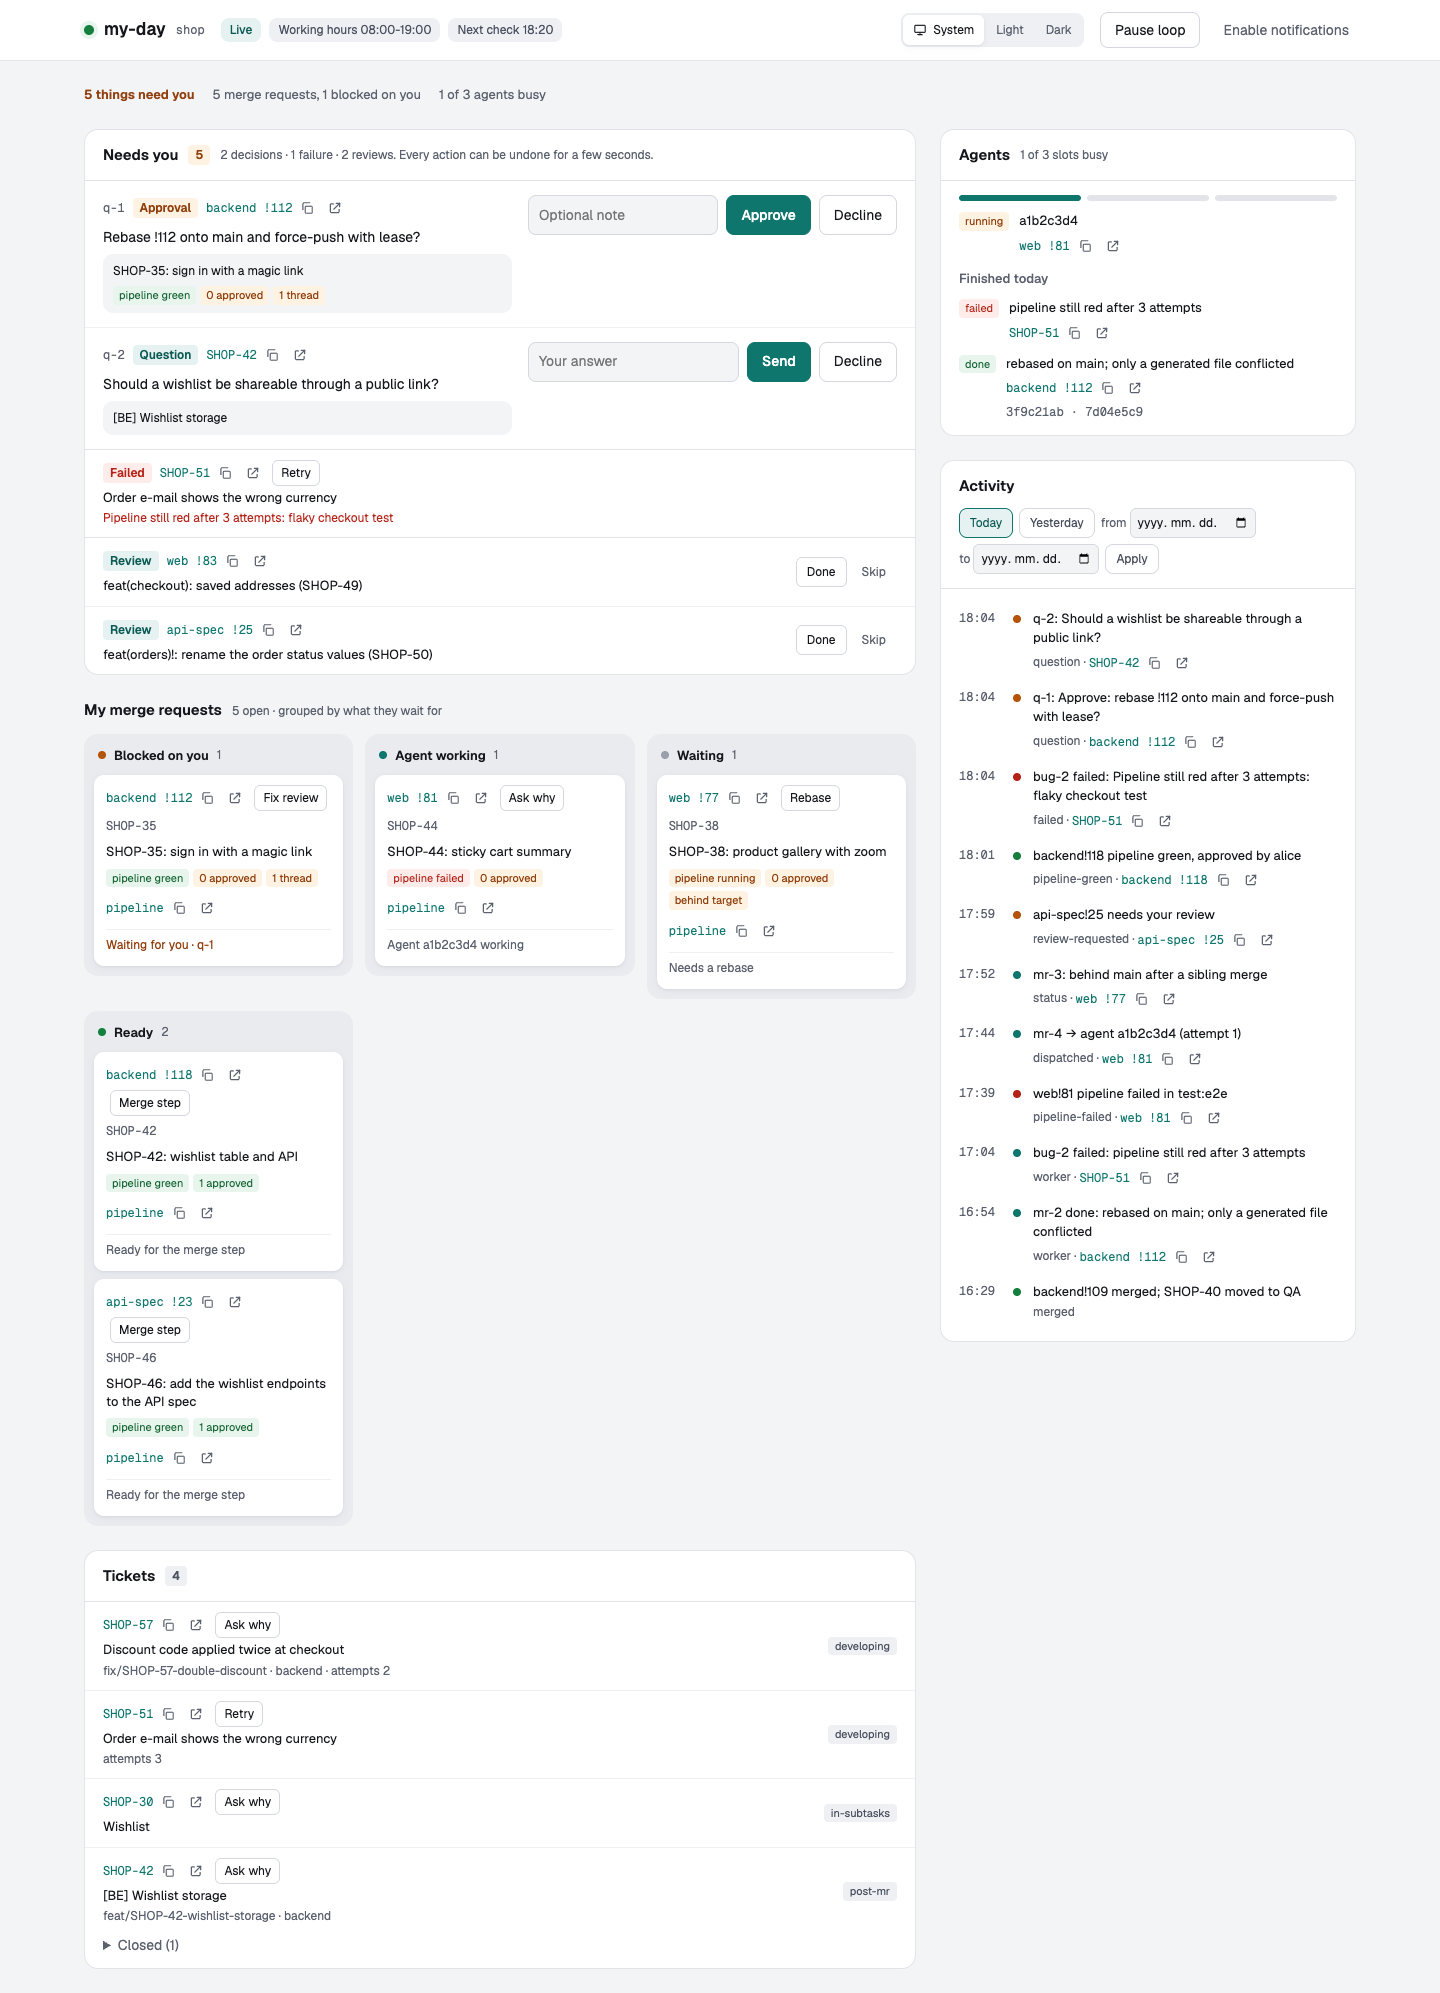 my-day shop Live Working hours 08:00-19:00 Next check 18:20 System Light Dark Pause loop Enable notifications
5 things need you 5 merge requests, 1 blocked on you 1 of 3 agents busy
Needs you 5 2 decisions · 1 failure · 2 reviews. Every action can be undone for a few seconds.
q-1 Approval backend !112
Optional note Approve Decline
Rebase !112 onto main and force-push with lease?
SHOP-35: sign in with a magic link
pipeline green 0 approved 1 thread
q-2 Question SHOP-42
Your answer Send Decline
Should a wishlist be shareable through a public link?
[BE] Wishlist storage
Failed SHOP-51 Retry
Order e-mail shows the wrong currency
Pipeline still red after 3 attempts: flaky checkout test
Review web !83
Done Skip
feat(checkout): saved addresses (SHOP-49)
Review api-spec !25
Done Skip
feat(orders)!: rename the order status values (SHOP-50)
My merge requests 5 open · grouped by what they wait for
Blocked on you 1
backend !112 Fix review
SHOP-35
SHOP-35: sign in with a magic link
pipeline green 0 approved 1 thread
pipeline
Waiting for you · q-1
Agent working 1
web !81 Ask why
SHOP-44
SHOP-44: sticky cart summary
pipeline failed 0 approved
pipeline
Agent a1b2c3d4 working
Waiting 1
web !77 Rebase
SHOP-38
SHOP-38: product gallery with zoom
pipeline running 0 approved
behind target
pipeline
Needs a rebase
Ready 2
backend !118
Merge step
SHOP-42
SHOP-42: wishlist table and API
pipeline green 1 approved
pipeline
Ready for the merge step
api-spec !23
Merge step
SHOP-46
SHOP-46: add the wishlist endpoints
to the API spec
pipeline green 1 approved
pipeline
Ready for the merge step
Tickets 4
SHOP-57 Ask why
Discount code applied twice at checkout
fix/SHOP-57-double-discount · backend · attempts 2
developing
SHOP-51 Retry
Order e-mail shows the wrong currency
attempts 3
developing
SHOP-30 Ask why
Wishlist
in-subtasks
SHOP-42 Ask why
[BE] Wishlist storage
feat/SHOP-42-wishlist-storage · backend
post-mr
Closed (1)
Agents 1 of 3 slots busy
running a1b2c3d4
web !81
Finished today
failed pipeline still red after 3 attempts
SHOP-51
done rebased on main; only a generated file conflicted
backend !112
3f9c21ab · 7d04e5c9
Activity
Today Yesterday from yyyy. mm. dd.
to yyyy. mm. dd. Apply
18:04 q-2: Should a wishlist be shareable through a
public link?
question · SHOP-42
18:04 q-1: Approve: rebase !112 onto main and force-push
with lease?
question · backend !112
18:04 bug-2 failed: Pipeline still red after 3 attempts:
flaky checkout test
failed · SHOP-51
18:01 backend!118 pipeline green, approved by alice
pipeline-green · backend !118
17:59 api-spec!25 needs your review
review-requested · api-spec !25
17:52 mr-3: behind main after a sibling merge
status · web !77
17:44 mr-4 → agent a1b2c3d4 (attempt 1)
dispatched · web !81
17:39 web!81 pipeline failed in test:e2e
pipeline-failed · web !81
17:04 bug-2 failed: pipeline still red after 3 attempts
worker · SHOP-51
16:54 mr-2 done: rebased on main; only a generated file
conflicted
worker · backend !112
16:29 backend!109 merged; SHOP-40 moved to QA
merged